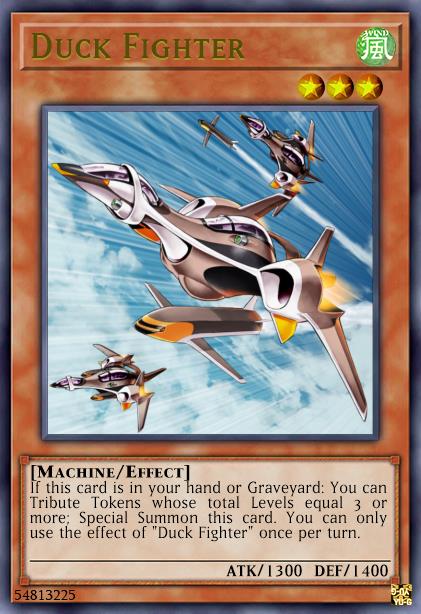 DUCK FIGHTER
WIND
風
[MACHINE/EFFECT]
If this card is in your hand or Graveyard: You can
Tribute Tokens whose total Levels equal 3 or
more; Special Summon this card. You can only
use the effect of "Duck Fighter" once per turn.
ATK/1300 DEF/1400
54813225